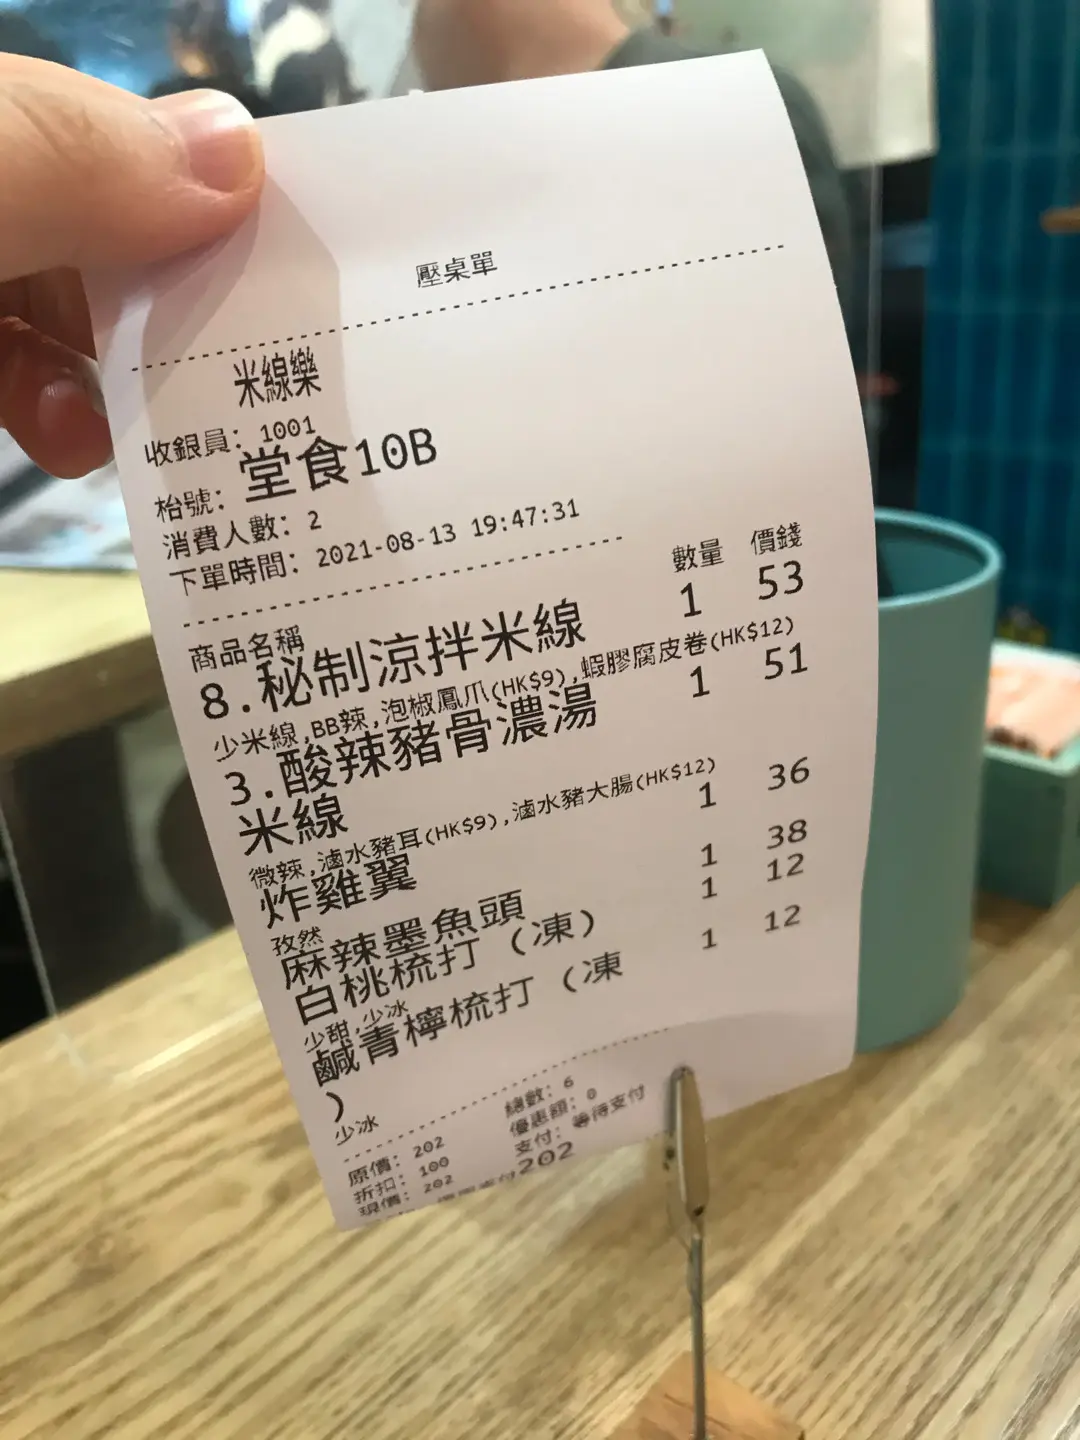 壓桌單
米線樂
收銀員: 1001
枱號: 堂食10B
消費人數: 2
下單時間: 2021-08-13 19:47:31
商品名稱 數量 價錢
8.秘制涼拌米線 1 53
少米線,BB辣,泡椒鳳爪(HK$9),蝦膠腐皮卷(HK$12)
3.酸辣豬骨濃湯 1 51
米線
微辣,滷水豬耳(HK$9),滷水豬大腸(HK$12)
炸雞翼 1 36
孜然
麻辣墨魚頭 1 38
白桃梳打 (凍) 1 12
少甜,少冰
鹹青檸梳打 (凍 1 12
)
少冰
總數: 6
原價: 202 優惠額: 0
折扣: 100 支付: 等待支付
現價: 202 202